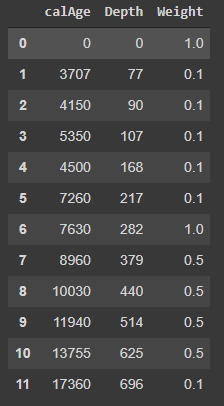 calAge Depth Weight
0 0 0 1.0
1 3707 77 0.1
2 4150 90 0.1
3 5350 107 0.1
4 4500 168 0.1
5 7260 217 0.1
6 7630 282 1.0
7 8960 379 0.5
8 10030 440 0.5
9 11940 514 0.5
10 13755 625 0.5
11 17360 696 0.1